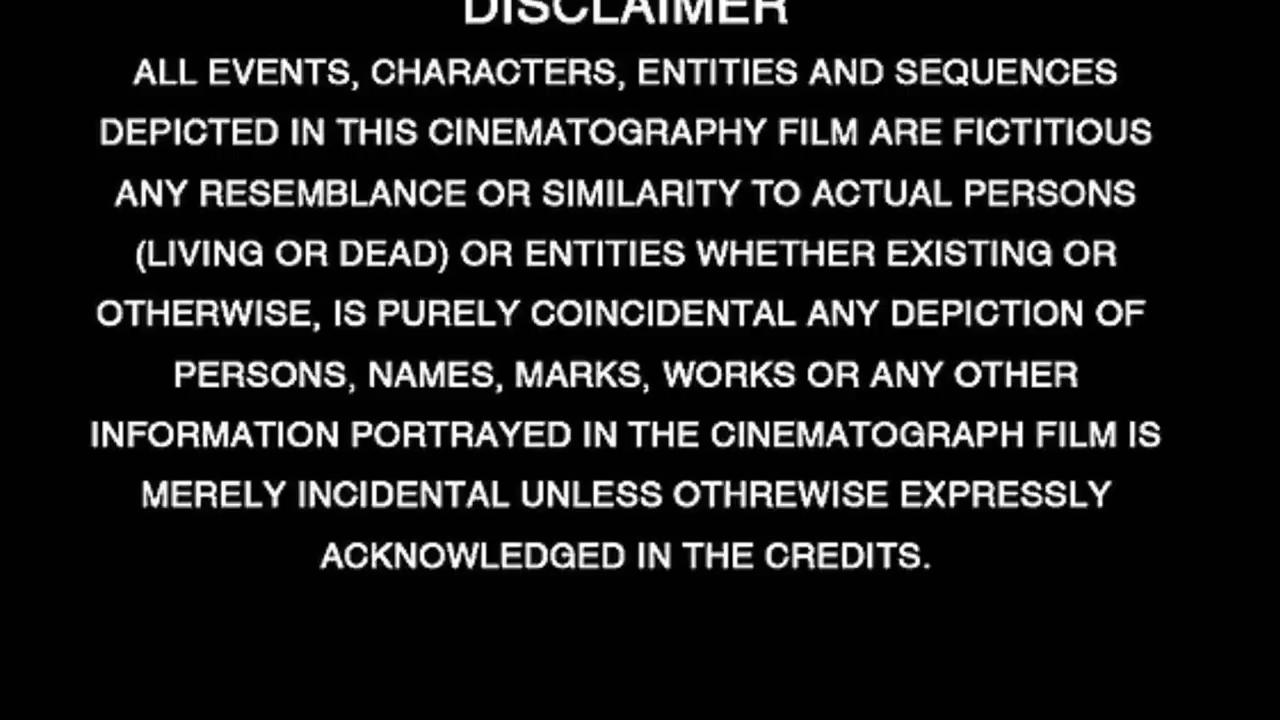 DISCLAIMER
ALL EVENTS, CHARACTERS, ENTITIES AND SEQUENCES
DEPICTED IN THIS CINEMATOGRAPHY FILM ARE FICTITIOUS
ANY RESEMBLANCE OR SIMILARITY TO ACTUAL PERSONS
(LIVING OR DEAD) OR ENTITIES WHETHER EXISTING OR
OTHERWISE, IS PURELY COINCIDENTAL ANY DEPICTION OF
PERSONS, NAMES, MARKS, WORKS OR ANY OTHER
INFORMATION PORTRAYED IN THE CINEMATOGRAPH FILM IS
MERELY INCIDENTAL UNLESS OTHREWISE EXPRESSLY
ACKNOWLEDGED IN THE CREDITS.